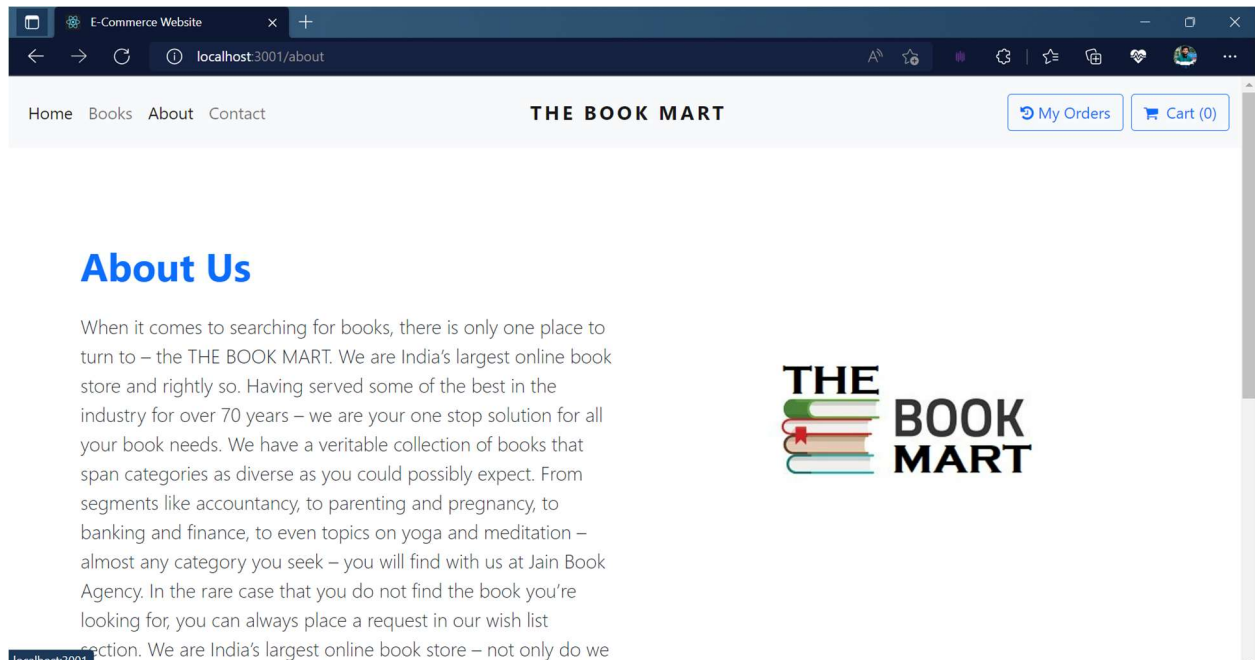 E-Commerce Website
localhost:3001/about
Home Books About Contact
THE BOOK MART
My Orders
Cart (0)
About Us
When it comes to searching for books, there is only one place to
turn to – the THE BOOK MART. We are India’s largest online book
store and rightly so. Having served some of the best in the
industry for over 70 years – we are your one stop solution for all
your book needs. We have a veritable collection of books that
span categories as diverse as you could possibly expect. From
segments like accountancy, to parenting and pregnancy, to
banking and finance, to even topics on yoga and meditation –
almost any category you seek – you will find with us at Jain Book
Agency. In the rare case that you do not find the book you’re
looking for, you can always place a request in our wish list
section. We are India’s largest online book store – not only do we
THE
BOOK
MART
localhost:3001